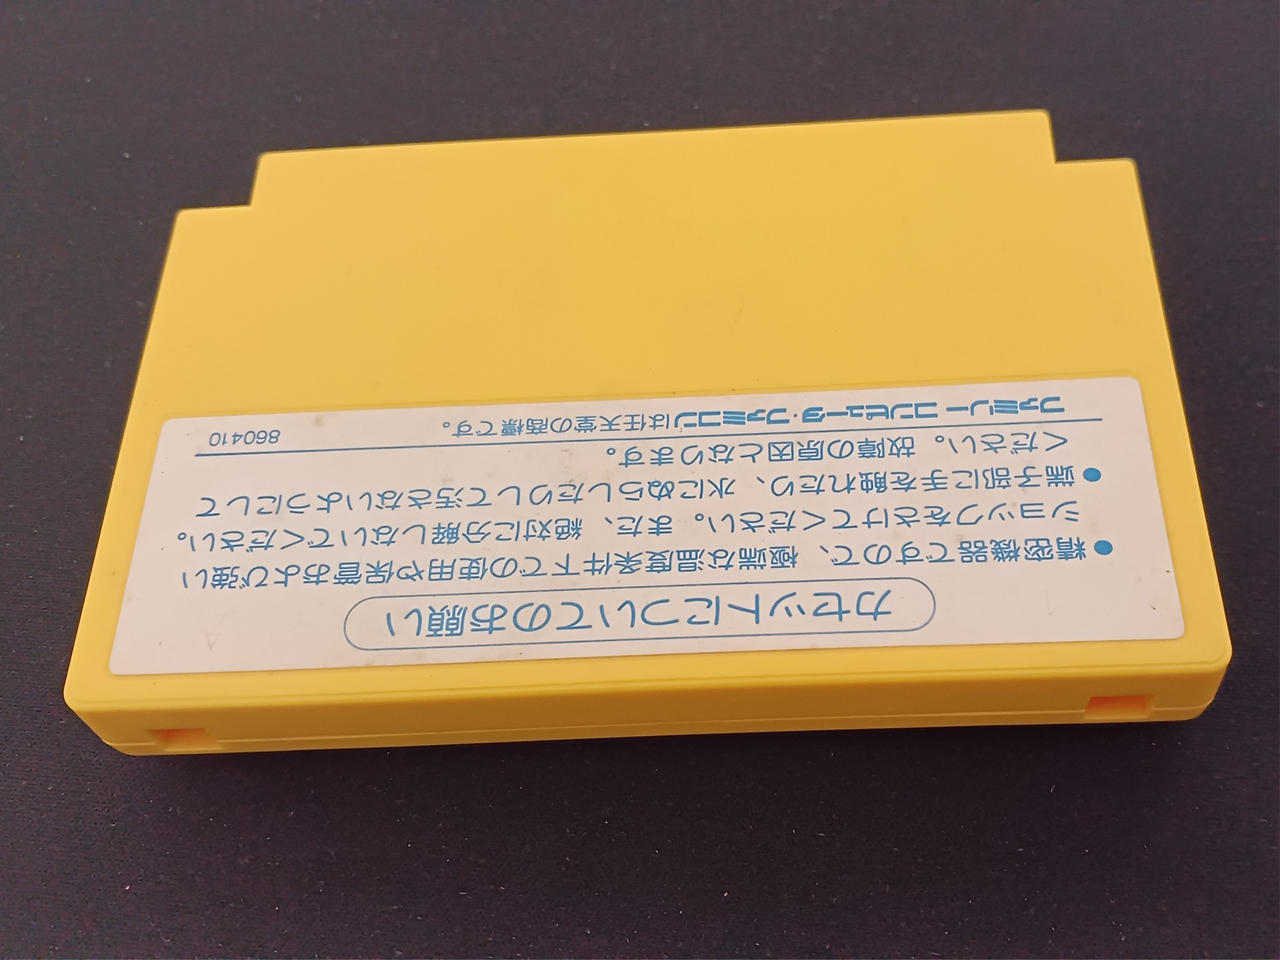 カセットについてのお願い
●精密機器ですので、極端な温度条件下での使用や保管および強い
ショックをさけてください。また、絶対に分解しないでください。
●端子部に手を触れたり、水にぬらしたりして汚さないようにして
ください。故障の原因となります。
ファミリーコンピュータ・ファミコンは任天堂の商標です。 860410